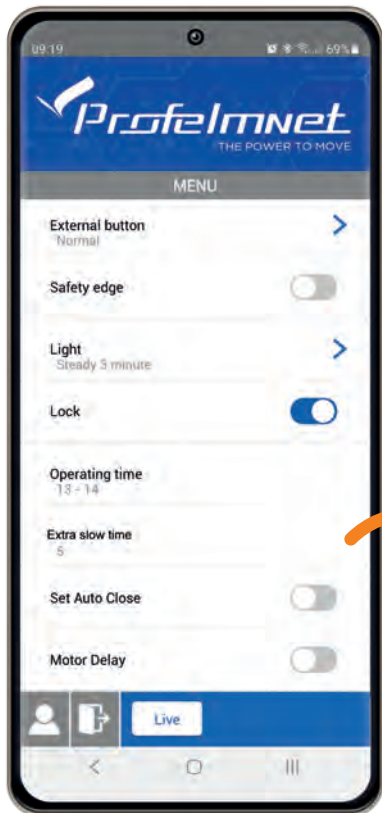 09:19
69%
Profelmnet
THE POWER TO MOVE
MENU
External button
Normal
Safety edge
Light
Steady 3 minute
Lock
Operating time
13 - 14
Extra slow time
5
Set Auto Close
Motor Delay
Live